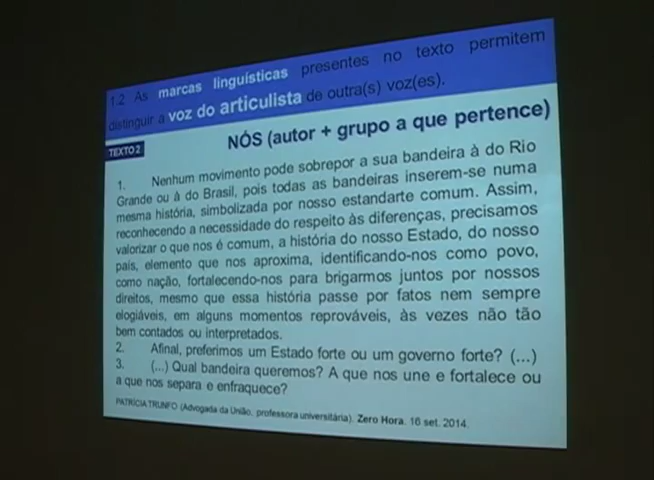 1.2 As marcas linguísticas presentes no texto permitem
distinguir a voz do articulista de outra(s) voz(es).
NÓS (autor + grupo a que pertence)
TEXTO 2
1. Nenhum movimento pode sobrepor a sua bandeira à do Rio
Grande ou à do Brasil, pois todas as bandeiras inserem-se numa
mesma história, simbolizada por nosso estandarte comum. Assim,
reconhecendo a necessidade do respeito às diferenças, precisamos
valorizar o que nos é comum, a história do nosso Estado, do nosso
país, elemento que nos aproxima, identificando-nos como povo,
como nação, fortalecendo-nos para brigarmos juntos por nossos
direitos, mesmo que essa história passe por fatos nem sempre
elogiáveis, em alguns momentos reprováveis, às vezes não tão
bem contados ou interpretados.
2. Afinal, preferimos um Estado forte ou um governo forte? (...)
3. (...) Qual bandeira queremos? A que nos une e fortalece ou
a que nos separa e enfraquece?
PATRÍCIA TRUNFO (Advogada da União, professora universitária). Zero Hora. 16 set. 2014.